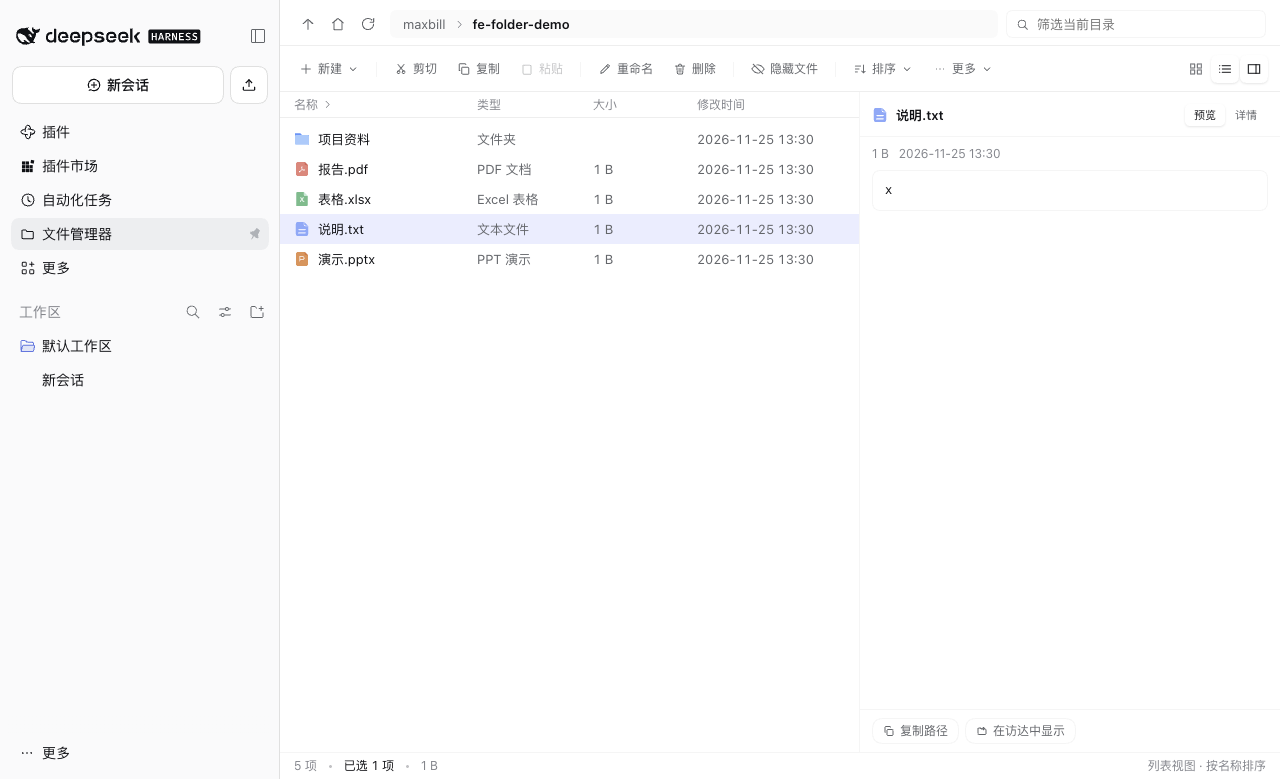 deepseek HARNESS
新会话
插件
插件市场
自动化任务
文件管理器
更多
工作区
默认工作区
新会话
更多
maxbill fe-folder-demo
筛选当前目录
新建 剪切 复制 粘贴 重命名 删除 隐藏文件 排序 更多
名称 类型 大小 修改时间
项目资料 文件夹 2026-11-25 13:30
报告.pdf PDF 文档 1 B 2026-11-25 13:30
表格.xlsx Excel 表格 1 B 2026-11-25 13:30
说明.txt 文本文件 1 B 2026-11-25 13:30
演示.pptx PPT 演示 1 B 2026-11-25 13:30
说明.txt 预览 详情
1 B 2026-11-25 13:30
x
复制路径 在访达中显示
5 项 • 已选 1 项 • 1 B
列表视图 · 按名称排序